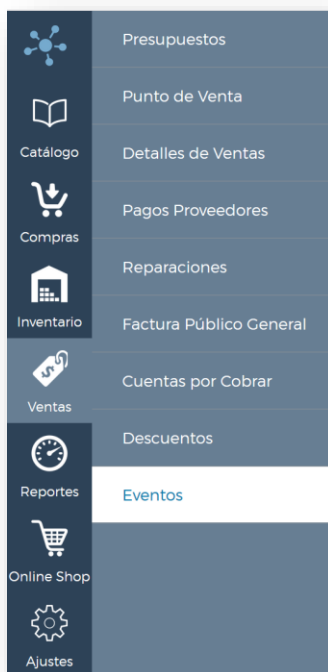 Catálogo
Compras
Inventario
Ventas
Reportes
Online Shop
Ajustes
Presupuestos
Punto de Venta
Detalles de Ventas
Pagos Proveedores
Reparaciones
Factura Público General
Cuentas por Cobrar
Descuentos
Eventos